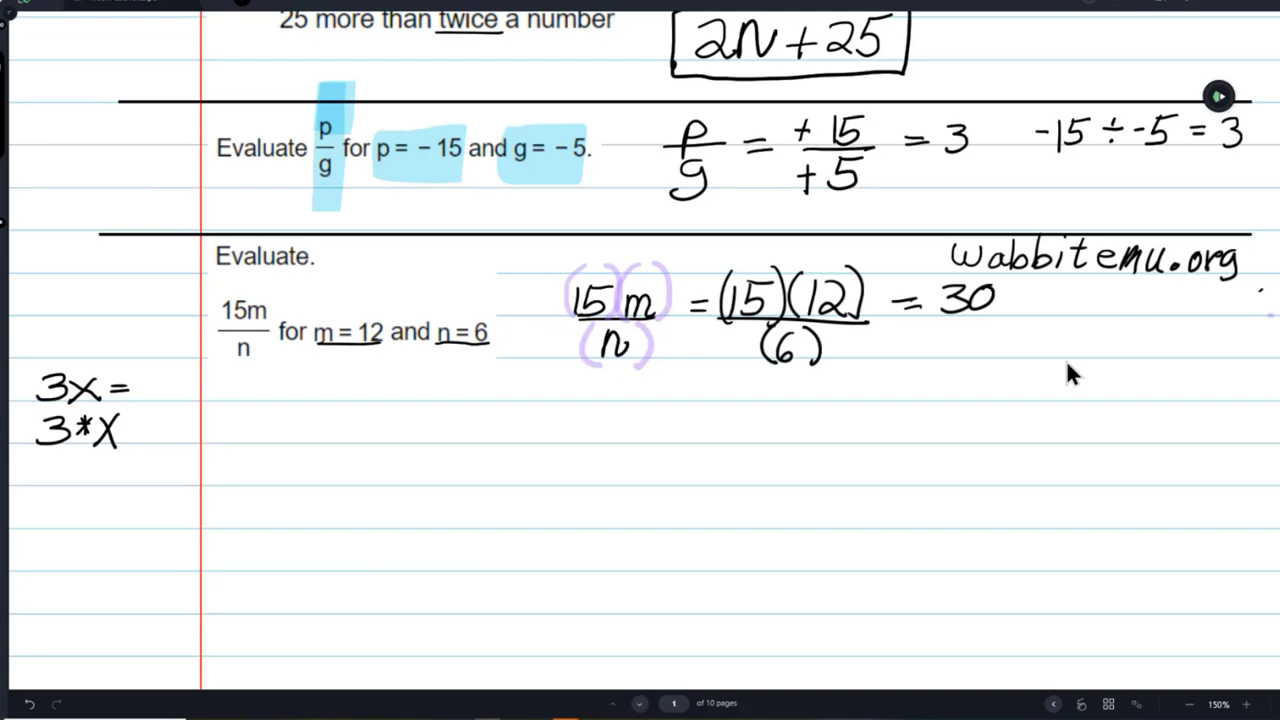 25 more than twice a number
2N + 25
Evaluate p/g for p = - 15 and g = - 5.
p/g = +15/+5 = 3
-15 ÷ -5 = 3
wabbitemu.org
Evaluate.
15m/n for m = 12 and n = 6
15m/n = (15)(12)/(6) = 30
3x =
3*X
1 of 10 pages
150%